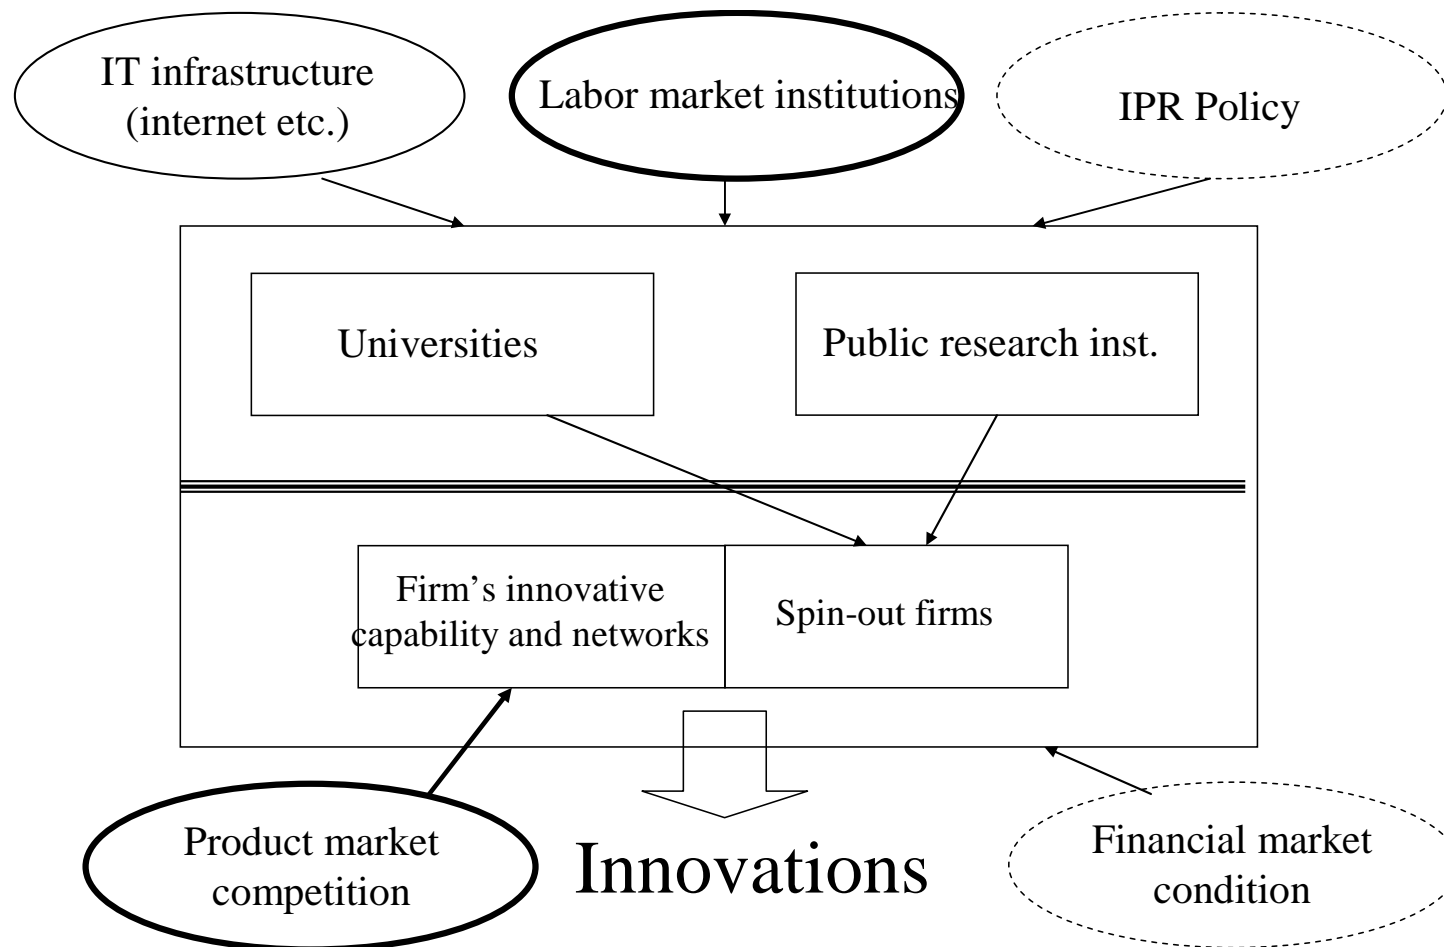 IT infrastructure
(internet etc.)
Labor market institutions
IPR Policy
Universities
Public research inst.
Firm’s innovative
capability and networks
Spin-out firms
Product market
competition
Innovations
Financial market
condition